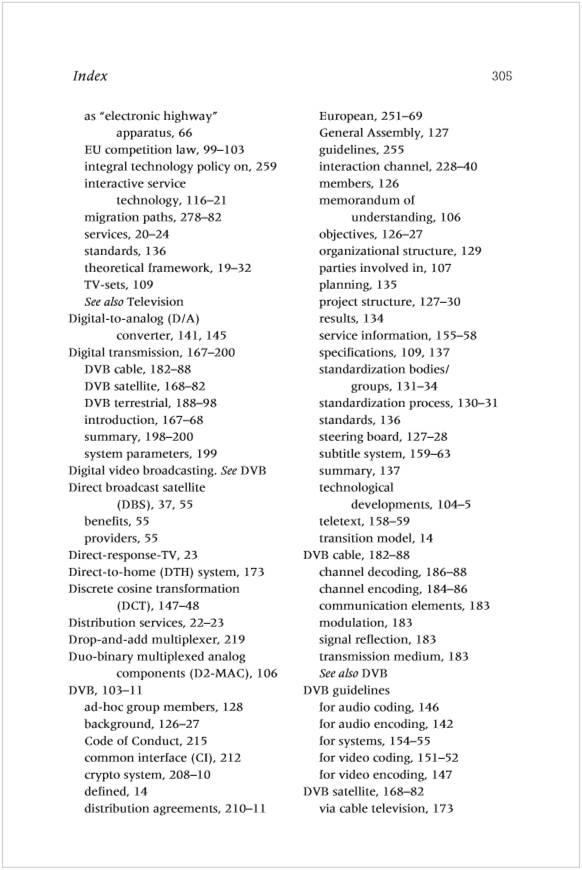 Index
305
as “electronic highway”
apparatus, 66
EU competition law, 99–103
integral technology policy on, 259
interactive service
technology, 116–21
migration paths, 278–82
services, 20–24
standards, 136
theoretical framework, 19–32
TV-sets, 109
See also Television
Digital-to-analog (D/A)
converter, 141, 145
Digital transmission, 167–200
DVB cable, 182–88
DVB satellite, 168–82
DVB terrestrial, 188–98
introduction, 167–68
summary, 198–200
system parameters, 199
Digital video broadcasting. See DVB
Direct broadcast satellite
(DBS), 37, 55
benefits, 55
providers, 55
Direct-response-TV, 23
Direct-to-home (DTH) system, 173
Discrete cosine transformation
(DCT), 147–48
Distribution services, 22–23
Drop-and-add multiplexer, 219
Duo-binary multiplexed analog
components (D2-MAC), 106
DVB, 103–11
ad-hoc group members, 128
background, 126–27
Code of Conduct, 215
common interface (CI), 212
crypto system, 208–10
defined, 14
distribution agreements, 210–11
European, 251–69
General Assembly, 127
guidelines, 255
interaction channel, 228–40
members, 126
memorandum of
understanding, 106
objectives, 126–27
organizational structure, 129
parties involved in, 107
planning, 135
project structure, 127–30
results, 134
service information, 155–58
specifications, 109, 137
standardization bodies/
groups, 131–34
standardization process, 130–31
standards, 136
steering board, 127–28
subtitle system, 159–63
summary, 137
technological
developments, 104–5
teletext, 158–59
transition model, 14
DVB cable, 182–88
channel decoding, 186–88
channel encoding, 184–86
communication elements, 183
modulation, 183
signal reflection, 183
transmission medium, 183
See also DVB
DVB guidelines
for audio coding, 146
for audio encoding, 142
for systems, 154–55
for video coding, 151–52
for video encoding, 147
DVB satellite, 168–82
via cable television, 173